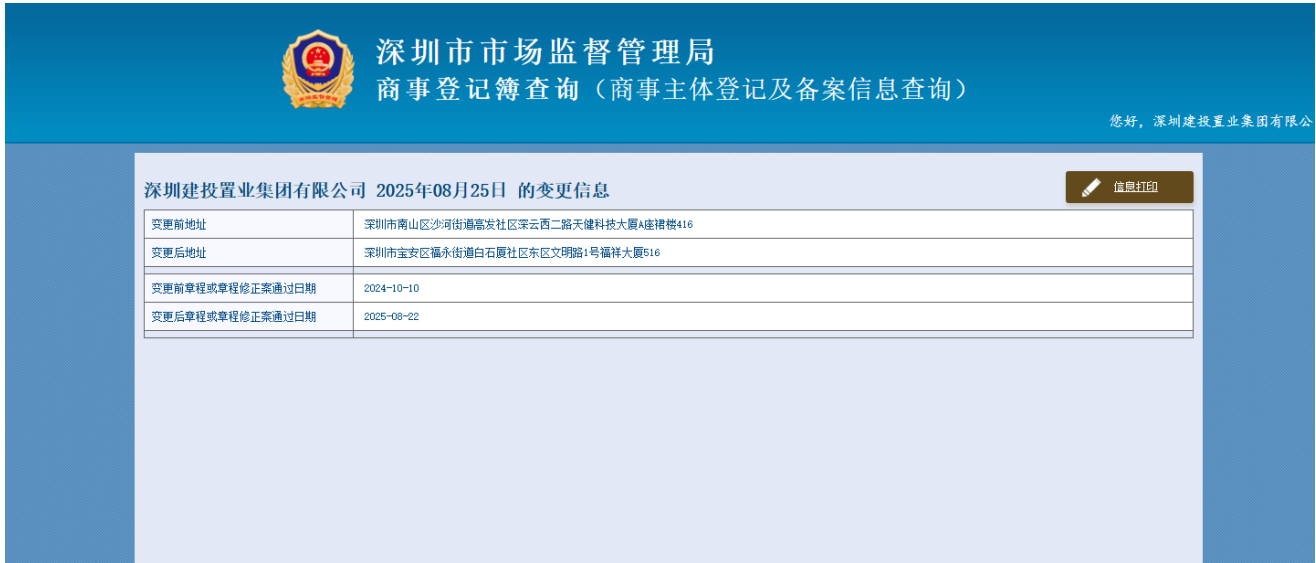 深圳市市场监督管理局
商事登记簿查询（商事主体登记及备案信息查询）
您好，深圳建投置业集团有限公
深圳建投置业集团有限公司 2025年08月25日 的变更信息
信息打印
变更前地址 深圳市南山区沙河街道高发社区深云西二路天健科技大厦A座裙楼416
变更后地址 深圳市宝安区福永街道白石厦社区东区文明路1号福祥大厦516
变更前章程或章程修正案通过日期 2024-10-10
变更后章程或章程修正案通过日期 2025-08-22